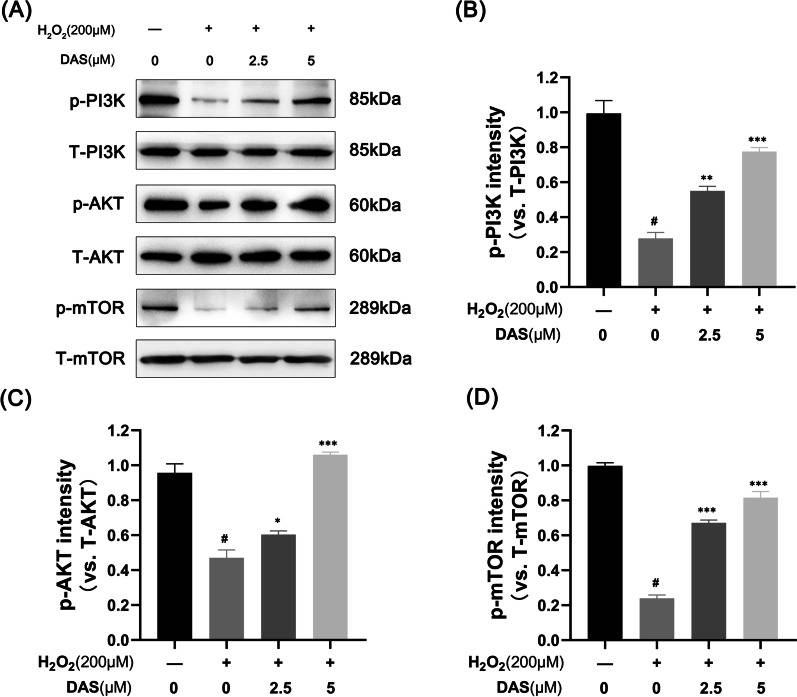 (A)
H₂O₂(200μM) — + + +
DAS(μM) 0 0 2.5 5
p-PI3K 85kDa
T-PI3K 85kDa
p-AKT 60kDa
T-AKT 60kDa
p-mTOR 289kDa
T-mTOR 289kDa
(B)
p-PI3K intensity
(vs. T-PI3K)
1.2
1.0
0.8
0.6
0.4
0.2
0.0
#
**
***
H₂O₂(200μM) — + + +
DAS(μM) 0 0 2.5 5
(C)
p-AKT intensity
(vs. T-AKT)
1.2
1.0
0.8
0.6
0.4
0.2
0.0
#
*
***
H₂O₂(200μM) — + + +
DAS(μM) 0 0 2.5 5
(D)
p-mTOR intensity
(vs. T-mTOR)
1.2
1.0
0.8
0.6
0.4
0.2
0.0
#
***
***
H₂O₂(200μM) — + + +
DAS(μM) 0 0 2.5 5